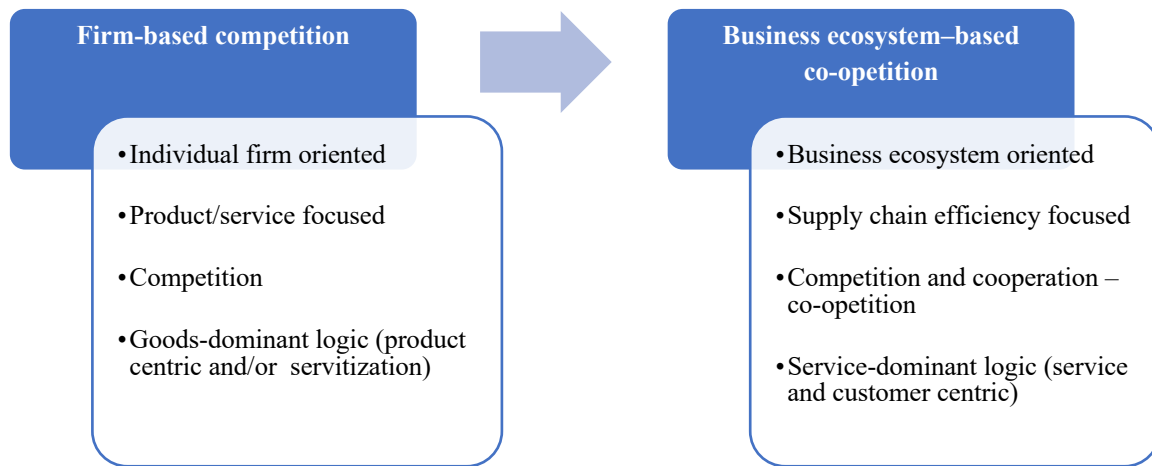 Firm-based competition
•Individual firm oriented
•Product/service focused
•Competition
•Goods-dominant logic (product
centric and/or servitization)
Business ecosystem–based
co-opetition
•Business ecosystem oriented
•Supply chain efficiency focused
•Competition and cooperation –
co-opetition
•Service-dominant logic (service
and customer centric)